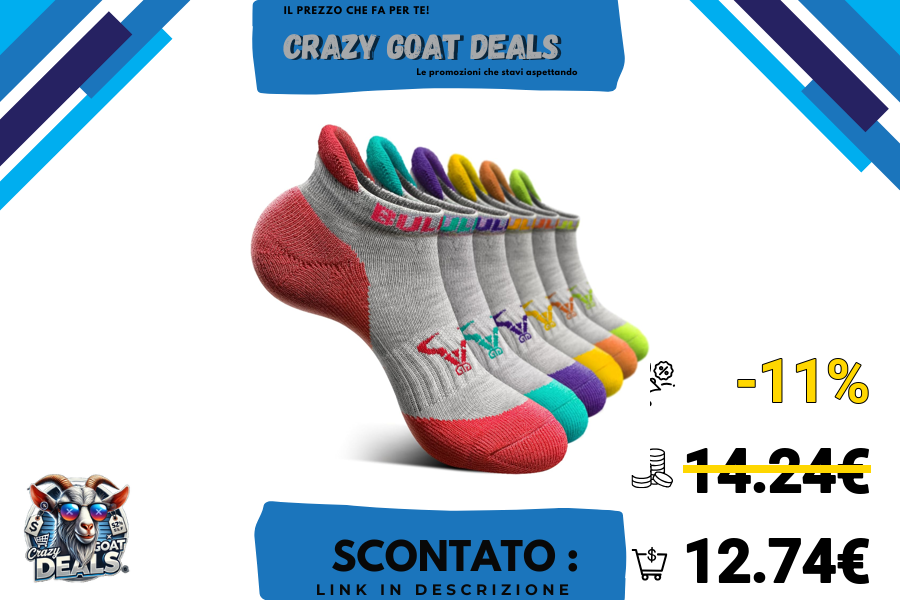 IL PREZZO CHE FA PER TE!
CRAZY GOAT DEALS
Le promozioni che stavi aspettando
BUL
-11%
14.24€
12.74€
Crazy
GOAT
DEALS
SCONTATO :
LINK IN DESCRIZIONE